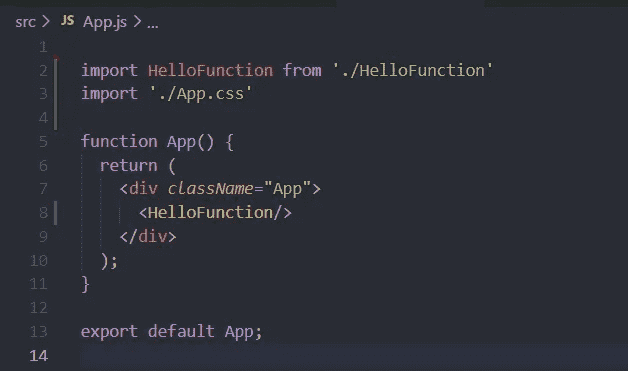 src > JS App.js > ...
1
2 import HelloFunction from './HelloFunction'
3 import './App.css'
4
5 function App() {
6   return (
7     <div className="App">
8       <HelloFunction/>
9     </div>
10   );
11 }
12
13 export default App;
14